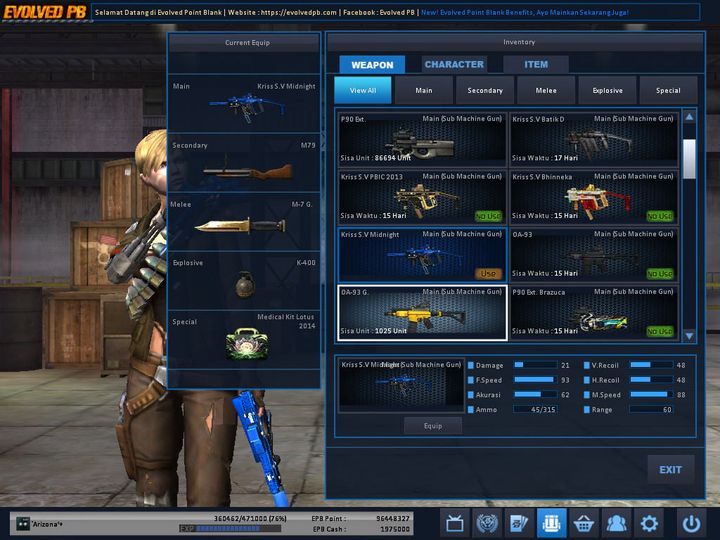 EVOLVED PB
Selamat Datang di Evolved Point Blank | Website : https://evolvedpb.com | Facebook : Evolved PB | New! Evolved Point Blank Benefits, Ayo Mainkan Sekarang Juga!
Current Equip
Main
Kriss S.V Midnight
Secondary
M79
Melee
M-7 G.
Explosive
K-400
Special
Medical Kit Lotus
2014
Inventory
WEAPON
CHARACTER
ITEM
View All
Main
Secondary
Melee
Explosive
Special
P90 Ext.
Main (Sub Machine Gun)
Sisa Unit : 86694 Unit
Kriss S.V Batik D
Main (Sub Machine Gun)
Sisa Waktu : 17 Hari
Kriss S.V PBIC 2013
Main (Sub Machine Gun)
Sisa Waktu : 15 Hari
No Use
Kriss S.V Bhinneka
Main (Sub Machine Gun)
Sisa Waktu : 15 Hari
No Use
Kriss S.V Midnight
Main (Sub Machine Gun)
Use
OA-93
Main (Sub Machine Gun)
Sisa Waktu : 15 Hari
No Use
OA-93 G.
Main (Sub Machine Gun)
Sisa Unit : 1025 Unit
P90 Ext. Brazuca
Main (Sub Machine Gun)
Sisa Waktu : 15 Hari
No Use
Kriss S.V Midnight
(Sub Machine Gun)
Equip
Damage 21
F.Speed 93
Akurasi 62
Ammo 45/315
V.Recoil 48
H.Recoil 48
M.Speed 88
Range 60
EXIT
'Arizona'+
360462/471000 (76%)
EXP
EPB Point : 96448327
EPB Cash : 1975000